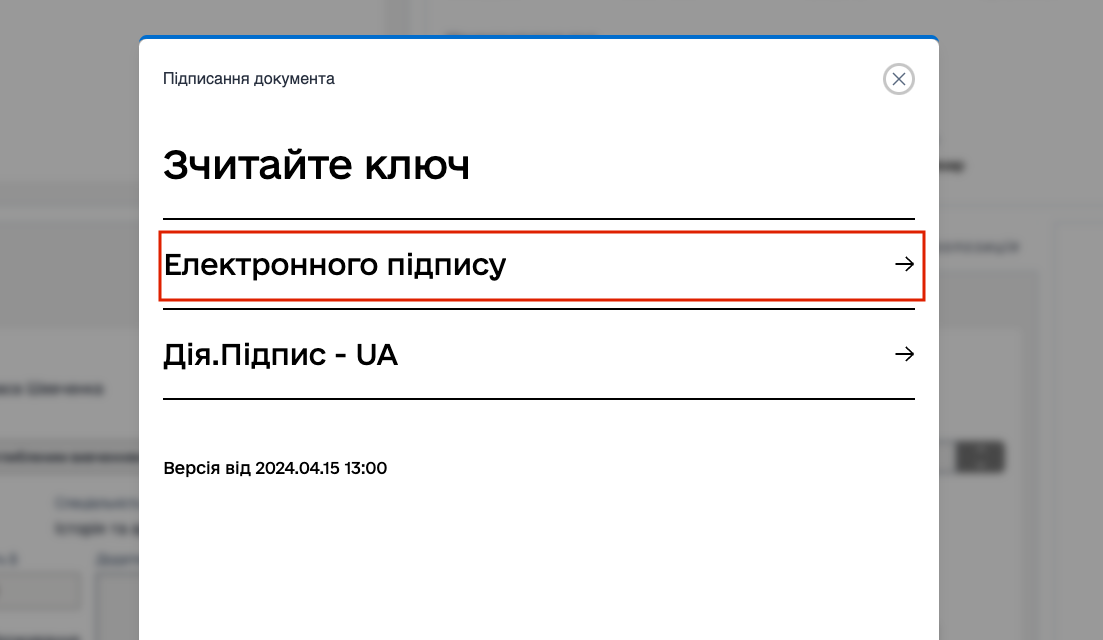 Підписання документа
Зчитайте ключ
Електронного підпису
Дія.Підпис - UA
Версія від 2024.04.15 13:00